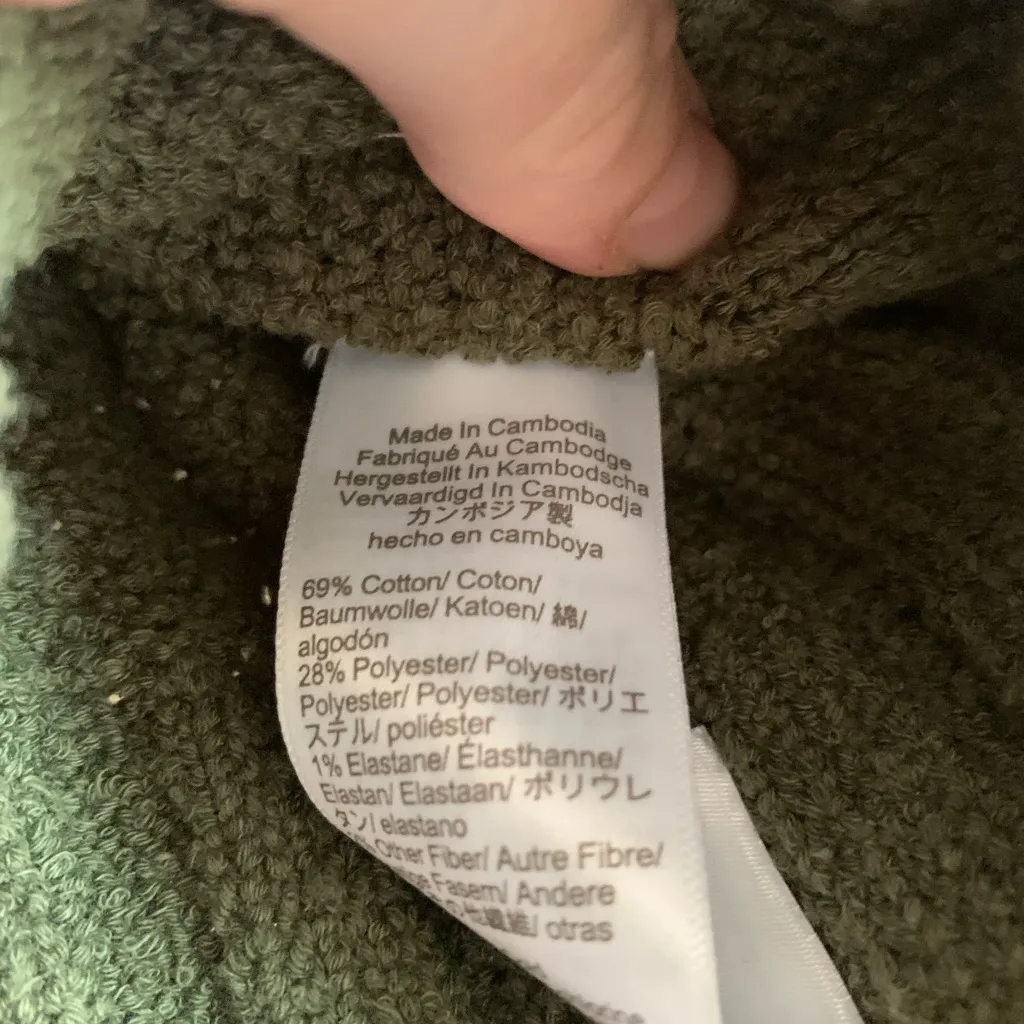 Made In Cambodia
Fabriqué Au Cambodge
Hergestellt In Kambodscha
Vervaardigd In Cambodja
カンボジア製
hecho en camboya
69% Cotton/ Coton/
Baumwolle/ Katoen/ 綿/
algodón
28% Polyester/ Polyester/
Polyester/ Polyester/ ポリエ
ステル/ poliéster
1% Elastane/ Élasthanne/
Elastan/ Elastaan/ ポリウレ
タン/ elastano
Other Fiber/ Autre Fibre/
Fasern/ Andere
繊維/ otras